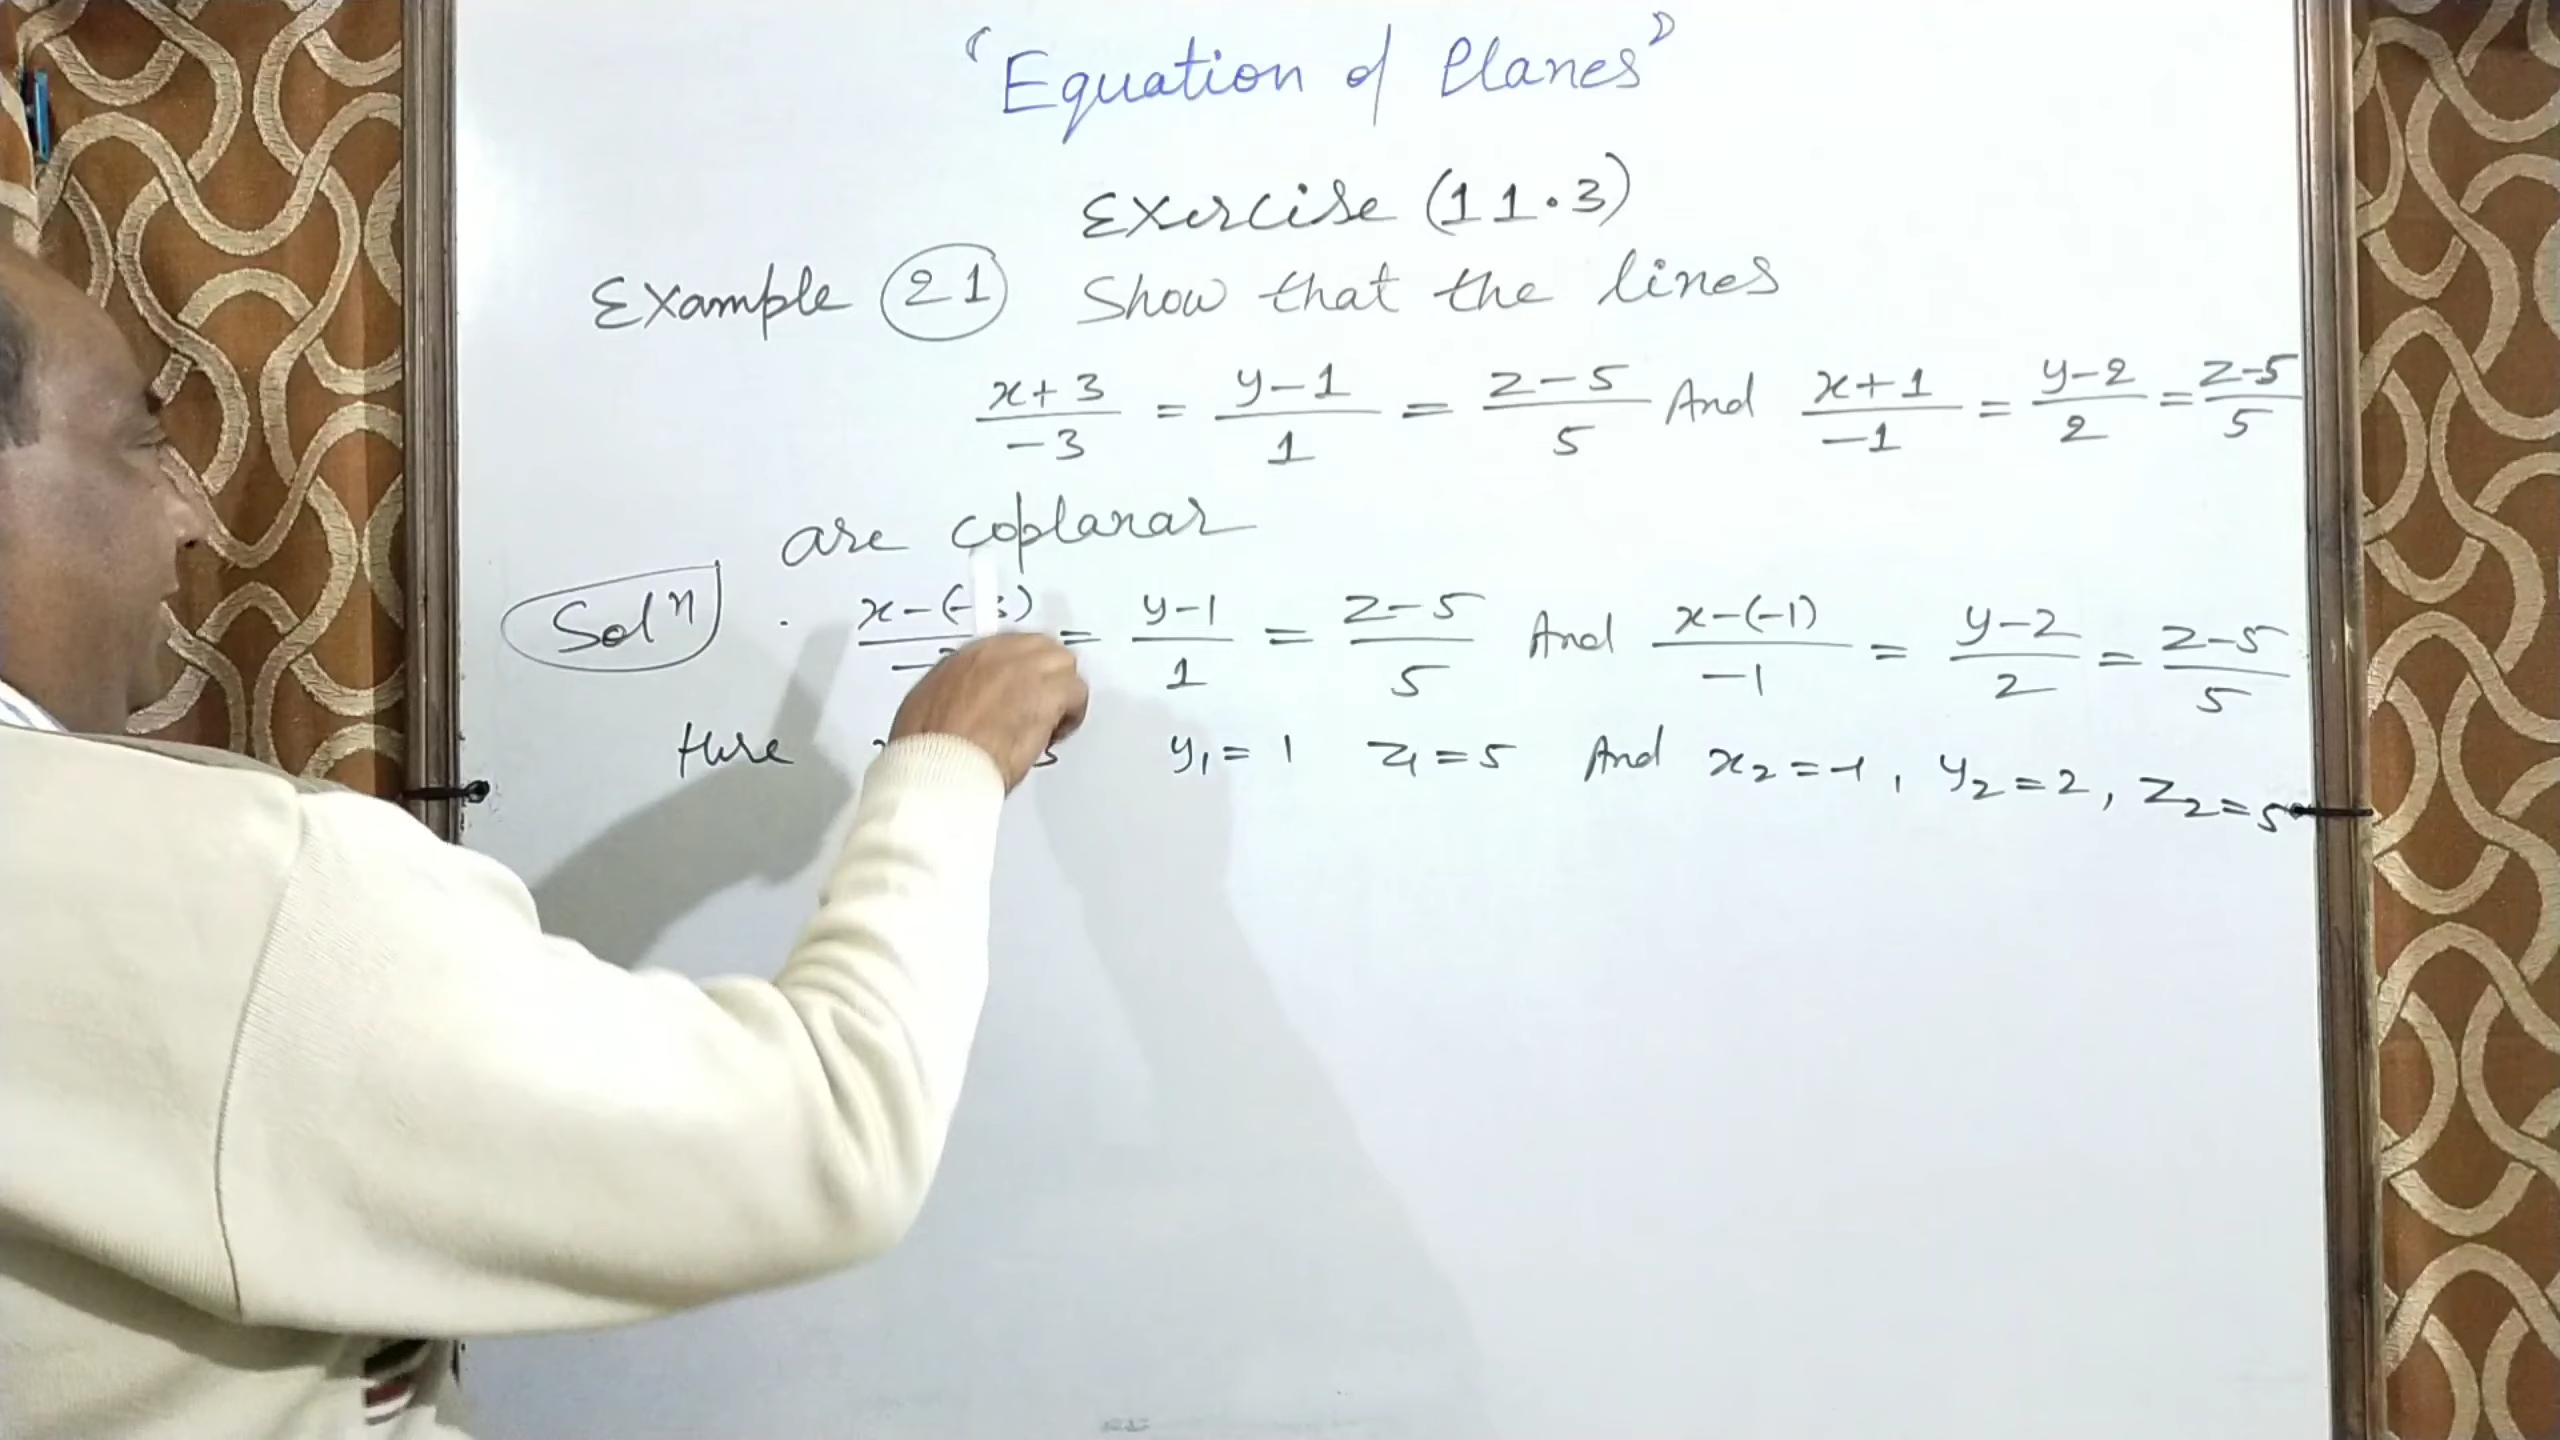 "Equation of Planes"
Exercise (11.3)
Example 21 Show that the lines
x+3/-3 = y-1/1 = z-5/5 And x+1/-1 = y-2/2 = z-5/5
are coplanar
Solⁿ x-(- )/- = y-1/1 = z-5/5 And x-(-1)/-1 = y-2/2 = z-5/5
Here y₁=1 z₁=5 And x₂=-1, y₂=2, z₂=5